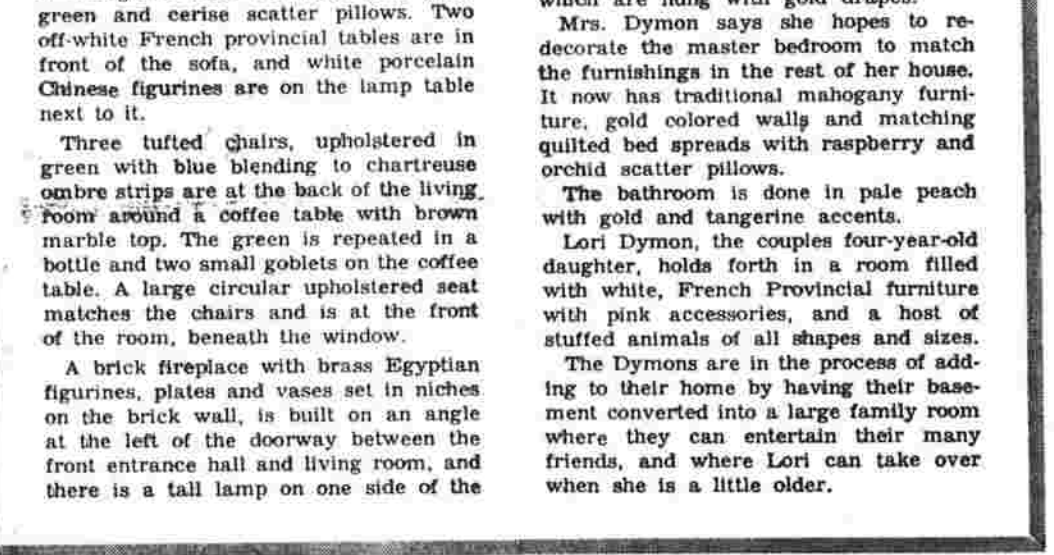 green and cerise scatter pillows. Two
off-white French provincial tables are in
front of the sofa, and white porcelain
Chinese figurines are on the lamp table
next to it.
Three tufted chairs, upholstered in
green with blue blending to chartreuse
ombre strips are at the back of the living
room around a coffee table with brown
marble top. The green is repeated in a
bottle and two small goblets on the coffee
table. A large circular upholstered seat
matches the chairs and is at the front
of the room, beneath the window.
A brick fireplace with brass Egyptian
figurines, plates and vases set in niches
on the brick wall, is built on an angle
at the left of the doorway between the
front entrance hall and living room, and
there is a tall lamp on one side of the
which are hung with gold drapes.
Mrs. Dymon says she hopes to re-
decorate the master bedroom to match
the furnishings in the rest of her house.
It now has traditional mahogany furni-
ture, gold colored walls and matching
quilted bed spreads with raspberry and
orchid scatter pillows.
The bathroom is done in pale peach
with gold and tangerine accents.
Lori Dymon, the couples four-year-old
daughter, holds forth in a room filled
with white, French Provincial furniture
with pink accessories, and a host of
stuffed animals of all shapes and sizes.
The Dymons are in the process of add-
ing to their home by having their base-
ment converted into a large family room
where they can entertain their many
friends, and where Lori can take over
when she is a little older.